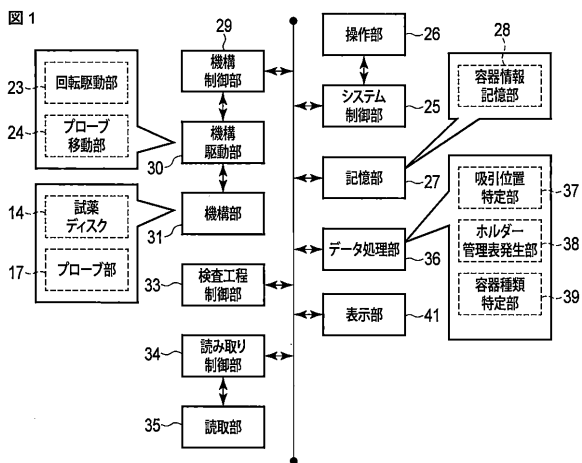 図1
29
機構
制御部
23
回転駆動部
24
プローブ
移動部
機構
駆動部
30
14
試薬
ディスク
17
プローブ部
機構部
31
33
検査工程
制御部
34
読み取り
制御部
35
読取部
操作部
26
システム
制御部
25
28
容器情報
記憶部
記憶部
27
データ処理部
36
吸引位置
特定部
37
ホルダー
管理表発生部
38
容器種類
特定部
39
表示部
41